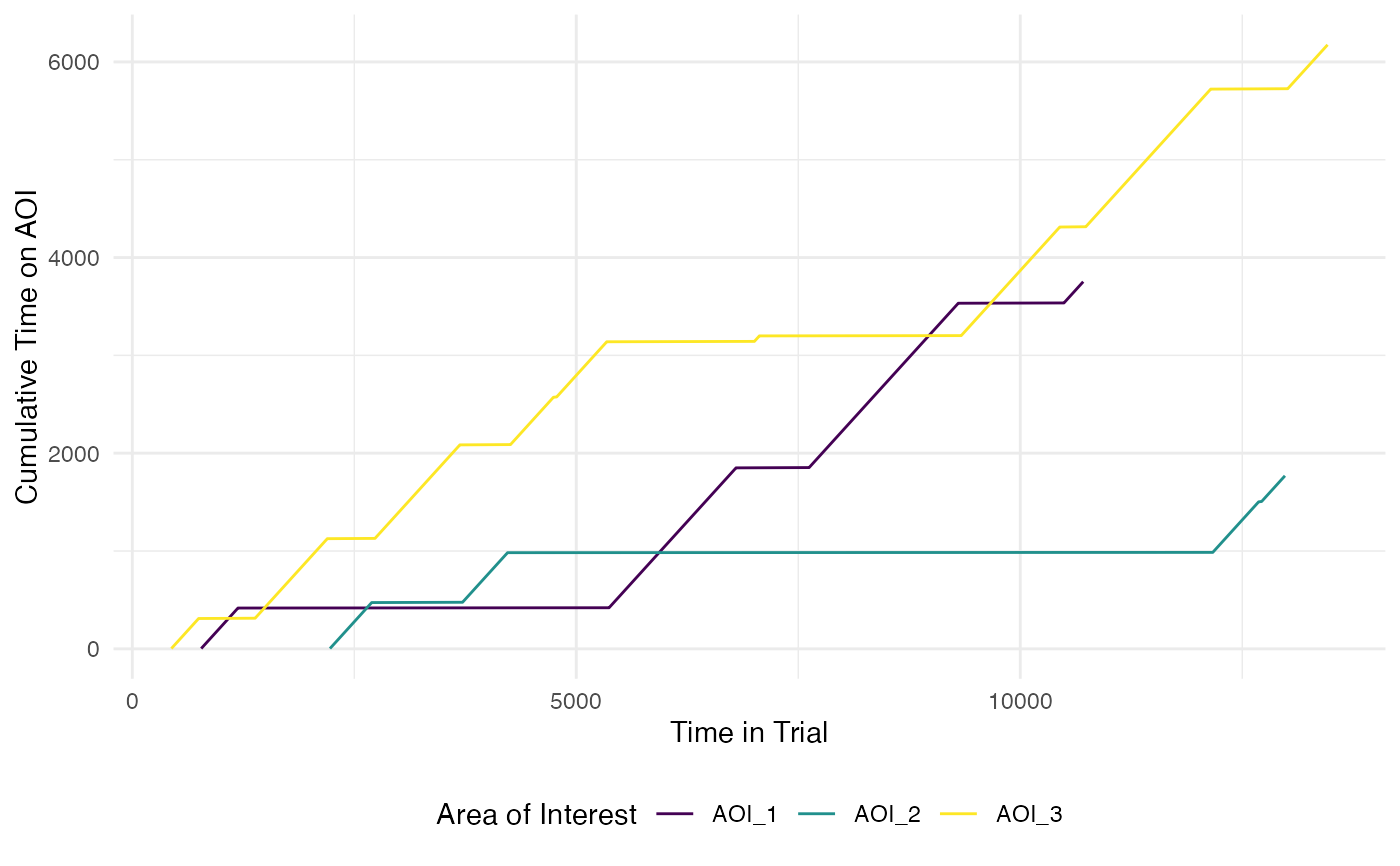 Cumulative Time on AOI
6000
4000
2000
0
0 5000 10000
Time in Trial
Area of Interest AOI_1 AOI_2 AOI_3